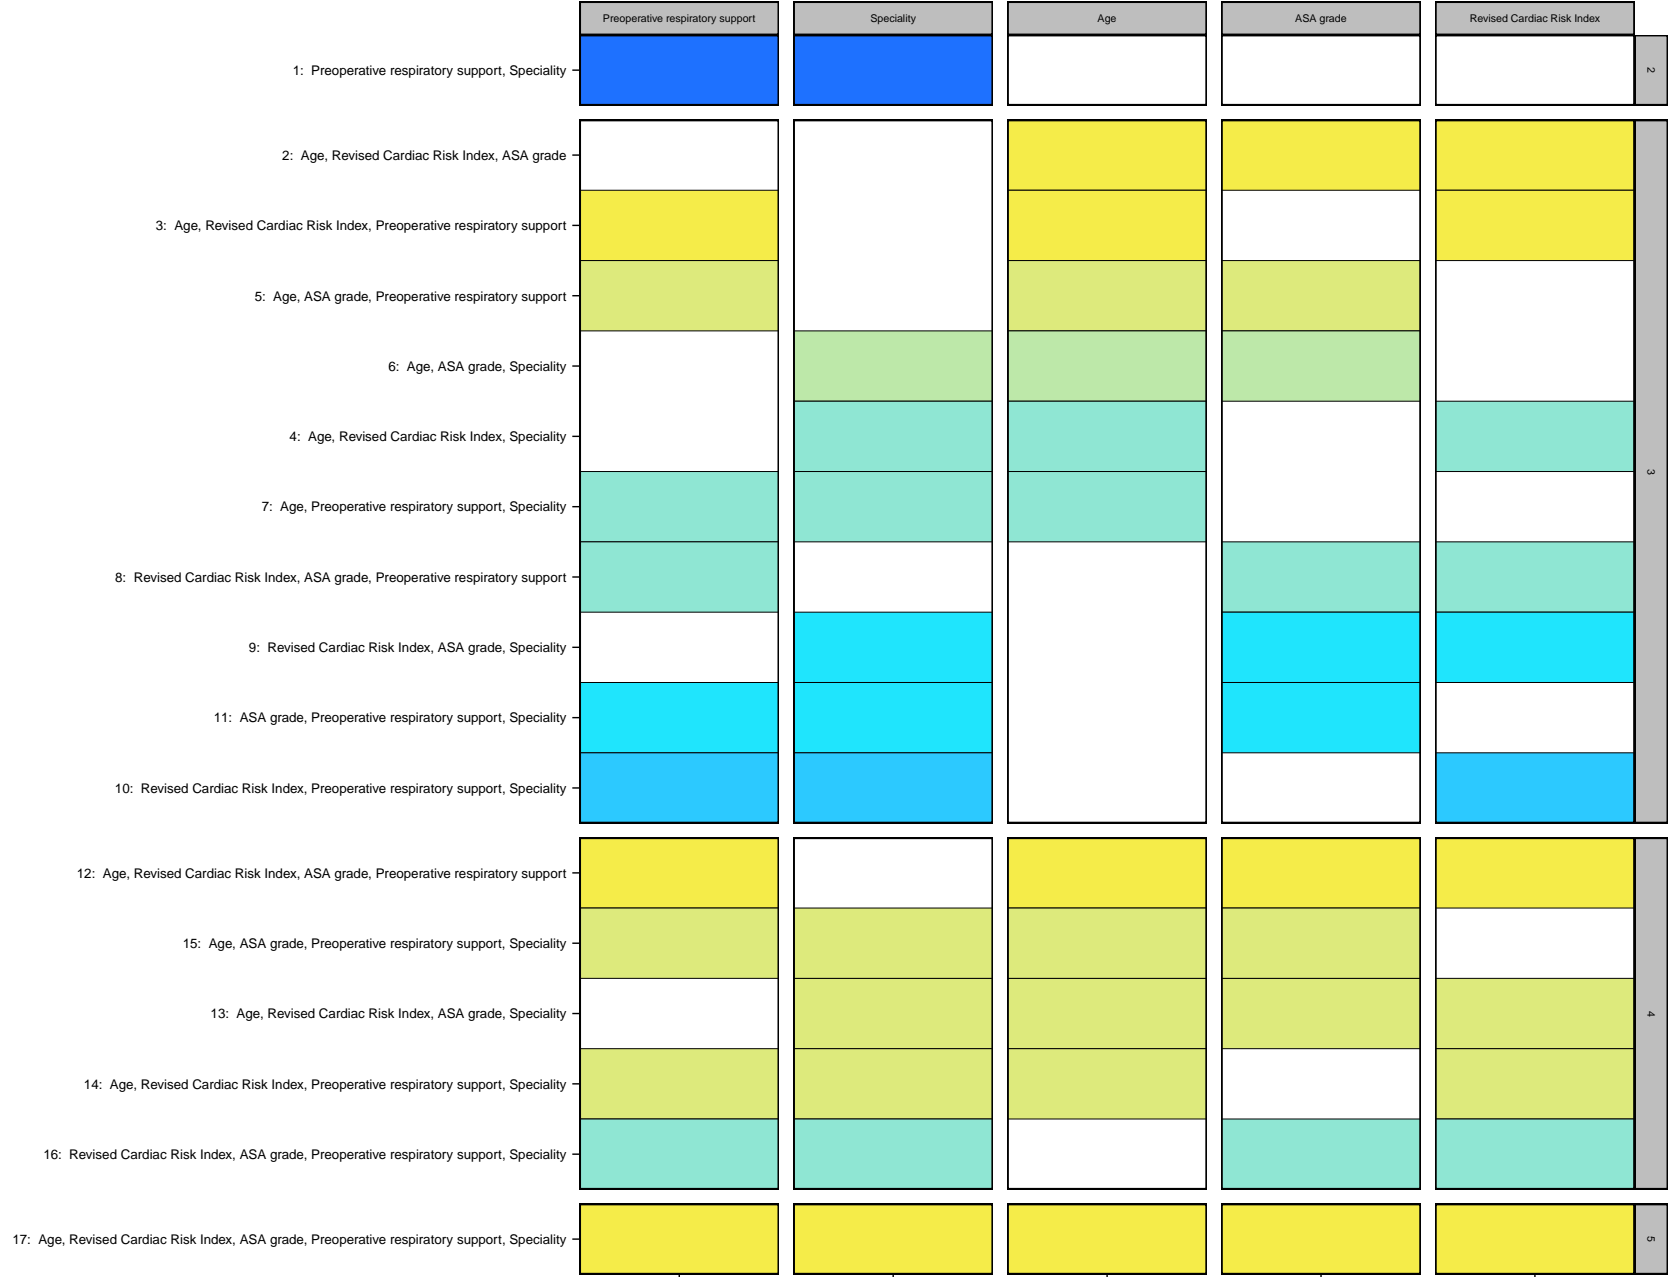 Preoperative respiratory support
Speciality
Age
ASA grade
Revised Cardiac Risk Index
1: Preoperative respiratory support, Speciality
2
2: Age, Revised Cardiac Risk Index, ASA grade
3: Age, Revised Cardiac Risk Index, Preoperative respiratory support
5: Age, ASA grade, Preoperative respiratory support
6: Age, ASA grade, Speciality
4: Age, Revised Cardiac Risk Index, Speciality
7: Age, Preoperative respiratory support, Speciality
8: Revised Cardiac Risk Index, ASA grade, Preoperative respiratory support
9: Revised Cardiac Risk Index, ASA grade, Speciality
11: ASA grade, Preoperative respiratory support, Speciality
10: Revised Cardiac Risk Index, Preoperative respiratory support, Speciality
3
12: Age, Revised Cardiac Risk Index, ASA grade, Preoperative respiratory support
15: Age, ASA grade, Preoperative respiratory support, Speciality
13: Age, Revised Cardiac Risk Index, ASA grade, Speciality
14: Age, Revised Cardiac Risk Index, Preoperative respiratory support, Speciality
16: Revised Cardiac Risk Index, ASA grade, Preoperative respiratory support, Speciality
4
17: Age, Revised Cardiac Risk Index, ASA grade, Preoperative respiratory support, Speciality
5